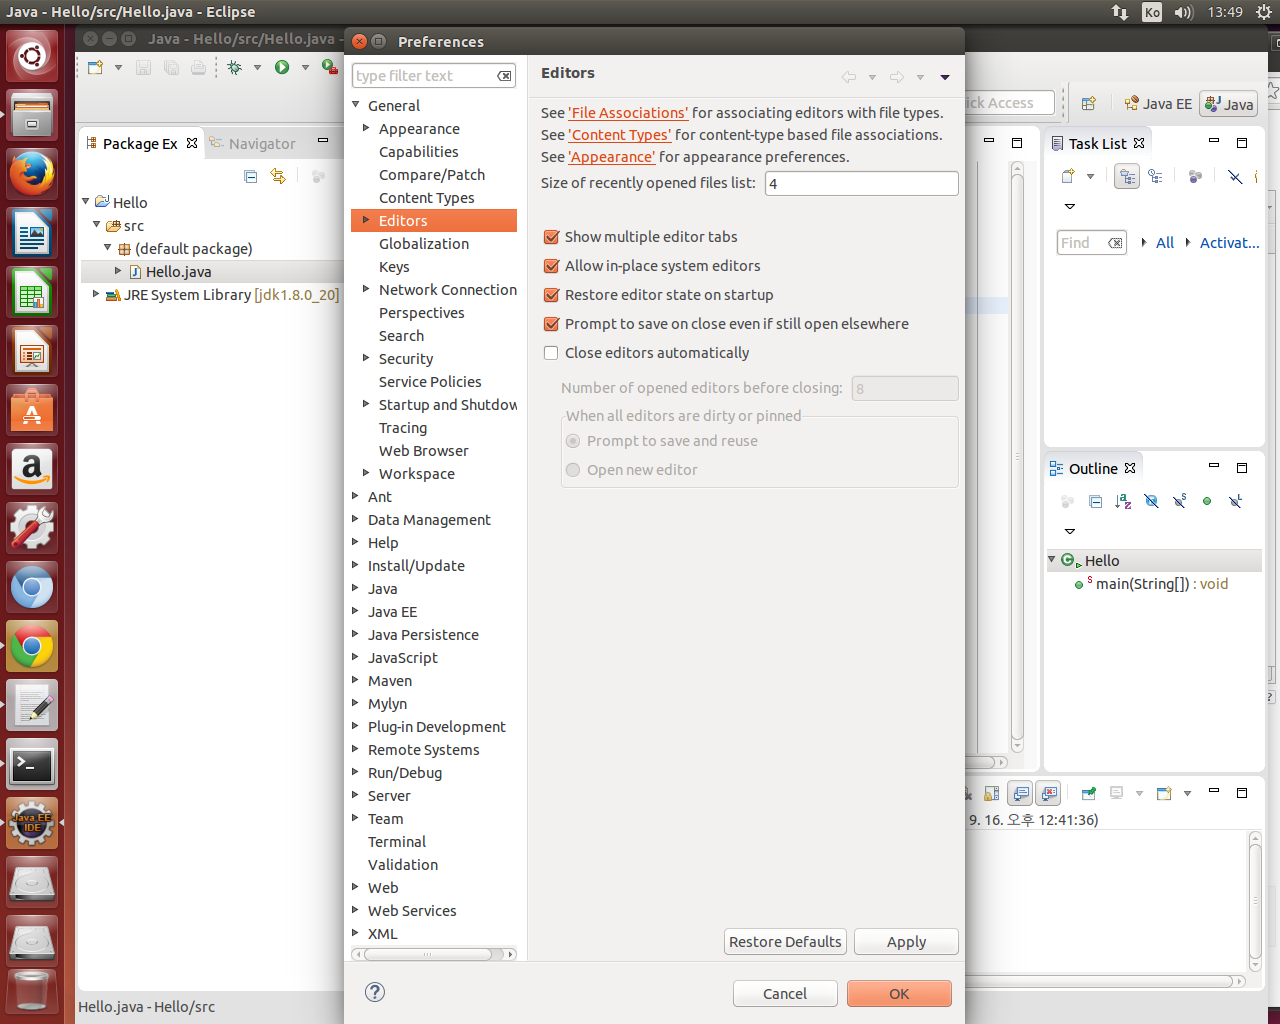 Java - Hello/src/Hello.java - Eclipse
Ko
13:49
Java - Hello/src/Hello.java -
Preferences
type filter text
Editors
General
Appearance
Capabilities
Compare/Patch
Content Types
Editors
Globalization
Keys
Network Connection
Perspectives
Search
Security
Service Policies
Startup and Shutdow
Tracing
Web Browser
Workspace
Ant
Data Management
Help
Install/Update
Java
Java EE
Java Persistence
JavaScript
Maven
Mylyn
Plug-in Development
Remote Systems
Run/Debug
Server
Team
Terminal
Validation
Web
Web Services
XML
See 'File Associations' for associating editors with file types.
See 'Content Types' for content-type based file associations.
See 'Appearance' for appearance preferences.
Size of recently opened files list: 4
Show multiple editor tabs
Allow in-place system editors
Restore editor state on startup
Prompt to save on close even if still open elsewhere
Close editors automatically
Number of opened editors before closing: 8
When all editors are dirty or pinned
Prompt to save and reuse
Open new editor
Restore Defaults
Apply
Cancel
OK
Package Ex
Navigator
Hello
src
(default package)
Hello.java
JRE System Library [jdk1.8.0_20]
ick Access
Java EE
Java
Task List
Find
All
Activat...
Outline
Hello
main(String[]) : void
9. 16. 오후 12:41:36)
Java EE
IDE
Hello.java - Hello/src